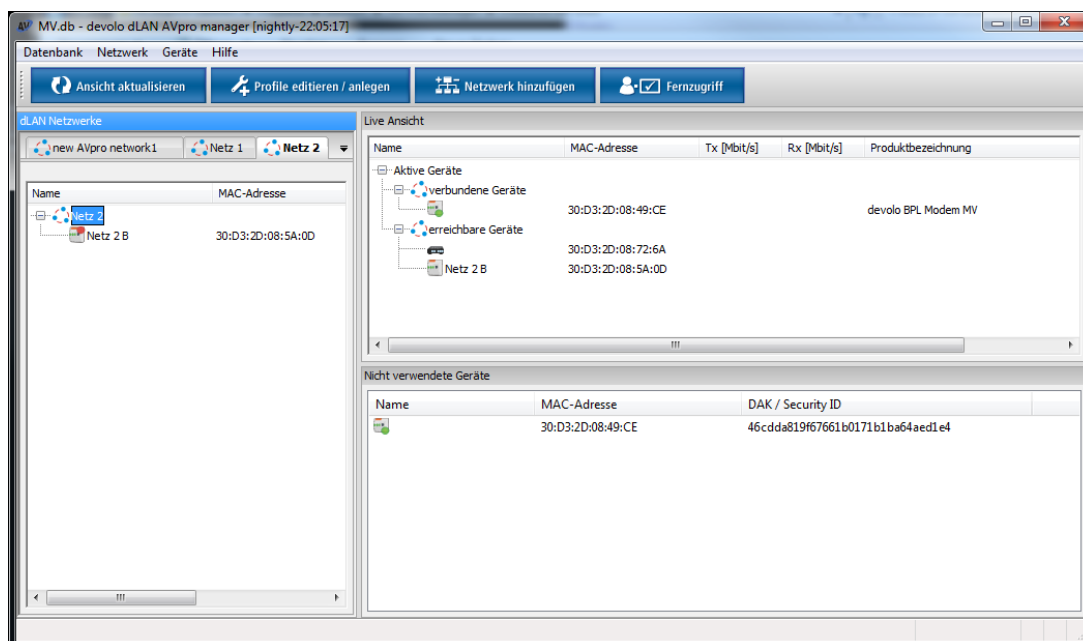 MV.db - devolo dLAN AVpro manager [nightly-22:05:17]
Datenbank Netzwerk Geräte Hilfe
Ansicht aktualisieren Profile editieren / anlegen Netzwerk hinzufügen Fernzugriff
dLAN Netzwerke
new AVpro network1 Netz 1 Netz 2
Name MAC-Adresse
Netz 2
Netz 2 B 30:D3:2D:08:5A:0D
Live Ansicht
Name MAC-Adresse Tx [Mbit/s] Rx [Mbit/s] Produktbezeichnung
Aktive Geräte
verbundene Geräte
30:D3:2D:08:49:CE devolo BPL Modem MV
erreichbare Geräte
30:D3:2D:08:72:6A
Netz 2 B 30:D3:2D:08:5A:0D
Nicht verwendete Geräte
Name MAC-Adresse DAK / Security ID
30:D3:2D:08:49:CE 46cdda819f67661b0171b1ba64aed1e4